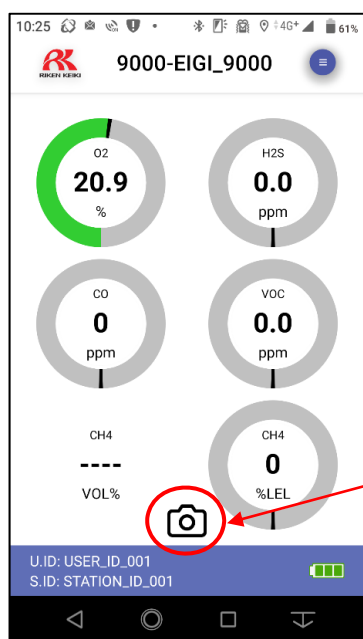 10:25 4G+ 61%
RIKEN KEIKI
9000-EIGI_9000
O2
20.9
%
H2S
0.0
ppm
CO
0
ppm
VOC
0.0
ppm
CH4
----
VOL%
CH4
0
%LEL
U.ID: USER_ID_001
S.ID: STATION_ID_001